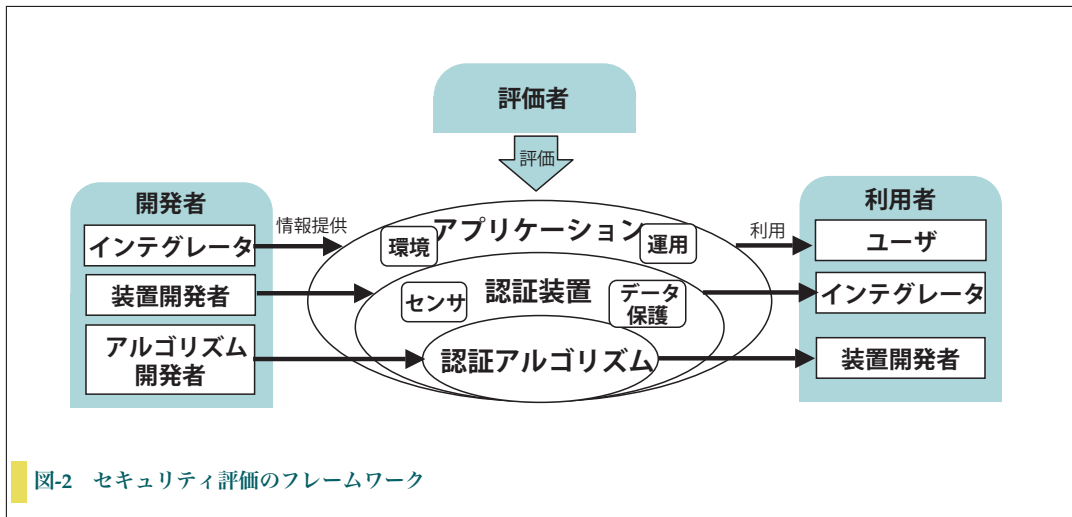 評価者
評価
開発者
インテグレータ
装置開発者
アルゴリズム
開発者
情報提供
アプリケーション
環境
運用
認証装置
センサ
データ
保護
認証アルゴリズム
利用
利用者
ユーザ
インテグレータ
装置開発者
図-2 セキュリティ評価のフレームワーク